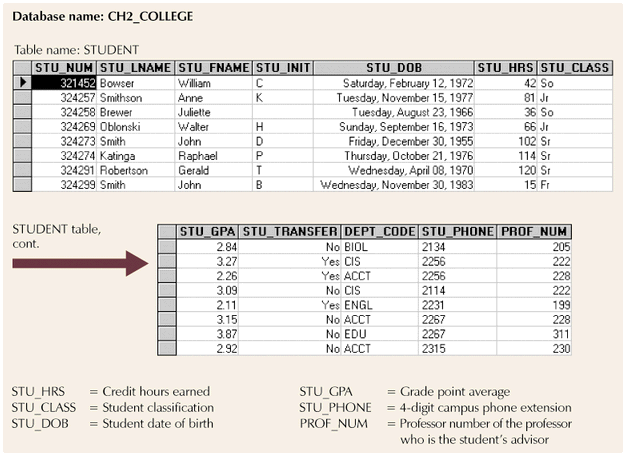 Database name: CH2_COLLEGE
Table name: STUDENT
STU_NUM STU_LNAME STU_FNAME STU_INIT STU_DOB STU_HRS STU_CLASS
321452 Bowser William C Saturday, February 12, 1972 42 So
324257 Smithson Anne K Tuesday, November 15, 1977 81 Jr
324258 Brewer Juliette Tuesday, August 23, 1966 36 So
324269 Oblonski Walter H Sunday, September 16, 1973 66 Jr
324273 Smith John D Friday, December 30, 1955 102 Sr
324274 Katinga Raphael P Thursday, October 21, 1976 114 Sr
324291 Robertson Gerald T Wednesday, April 08, 1970 120 Sr
324299 Smith John B Wednesday, November 30, 1983 15 Fr
STUDENT table,
cont.
STU_GPA STU_TRANSFER DEPT_CODE STU_PHONE PROF_NUM
2.84 No BIOL 2134 205
3.27 Yes CIS 2256 222
2.26 Yes ACCT 2256 228
3.09 No CIS 2114 222
2.11 Yes ENGL 2231 199
3.15 No ACCT 2267 228
3.87 No EDU 2267 311
2.92 No ACCT 2315 230
STU_HRS = Credit hours earned
STU_CLASS = Student classification
STU_DOB = Student date of birth
STU_GPA = Grade point average
STU_PHONE = 4-digit campus phone extension
PROF_NUM = Professor number of the professor
who is the student's advisor